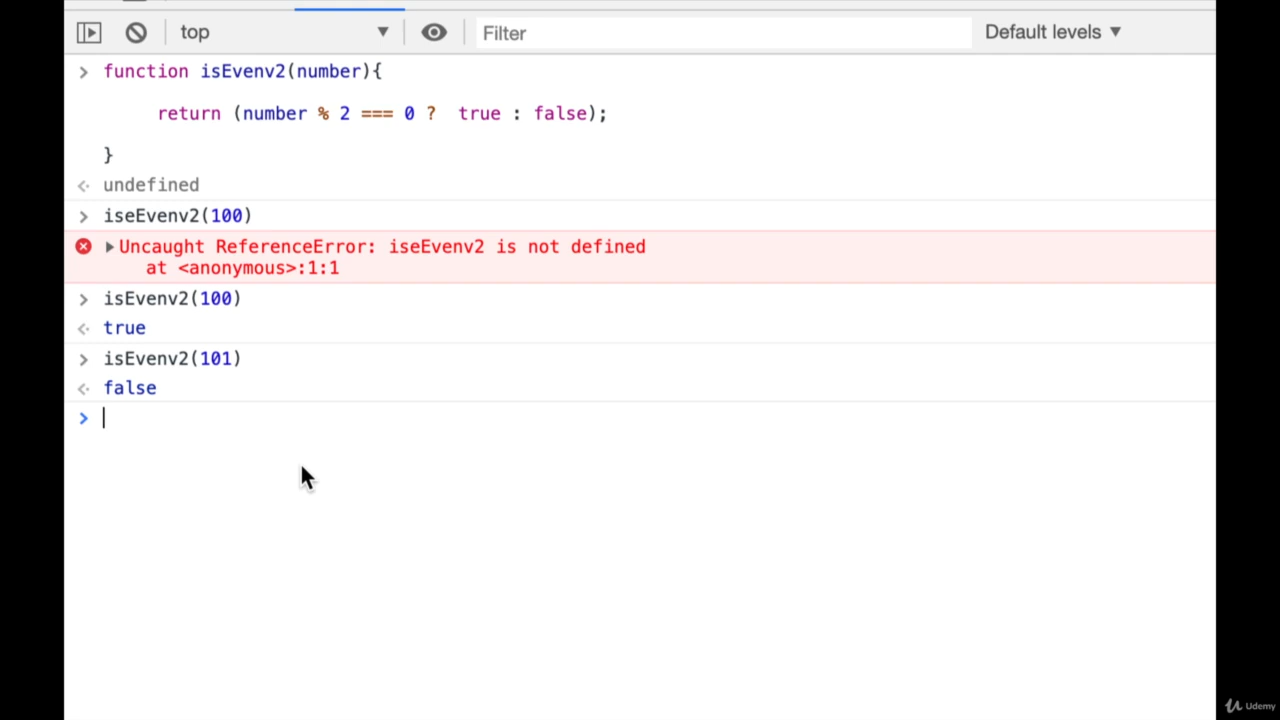 top Filter Default levels
function isEvenv2(number){
return (number % 2 === 0 ?  true : false);
}
undefined
iseEvenv2(100)
Uncaught ReferenceError: iseEvenv2 is not defined
at <anonymous>:1:1
isEvenv2(100)
true
isEvenv2(101)
false
Udemy